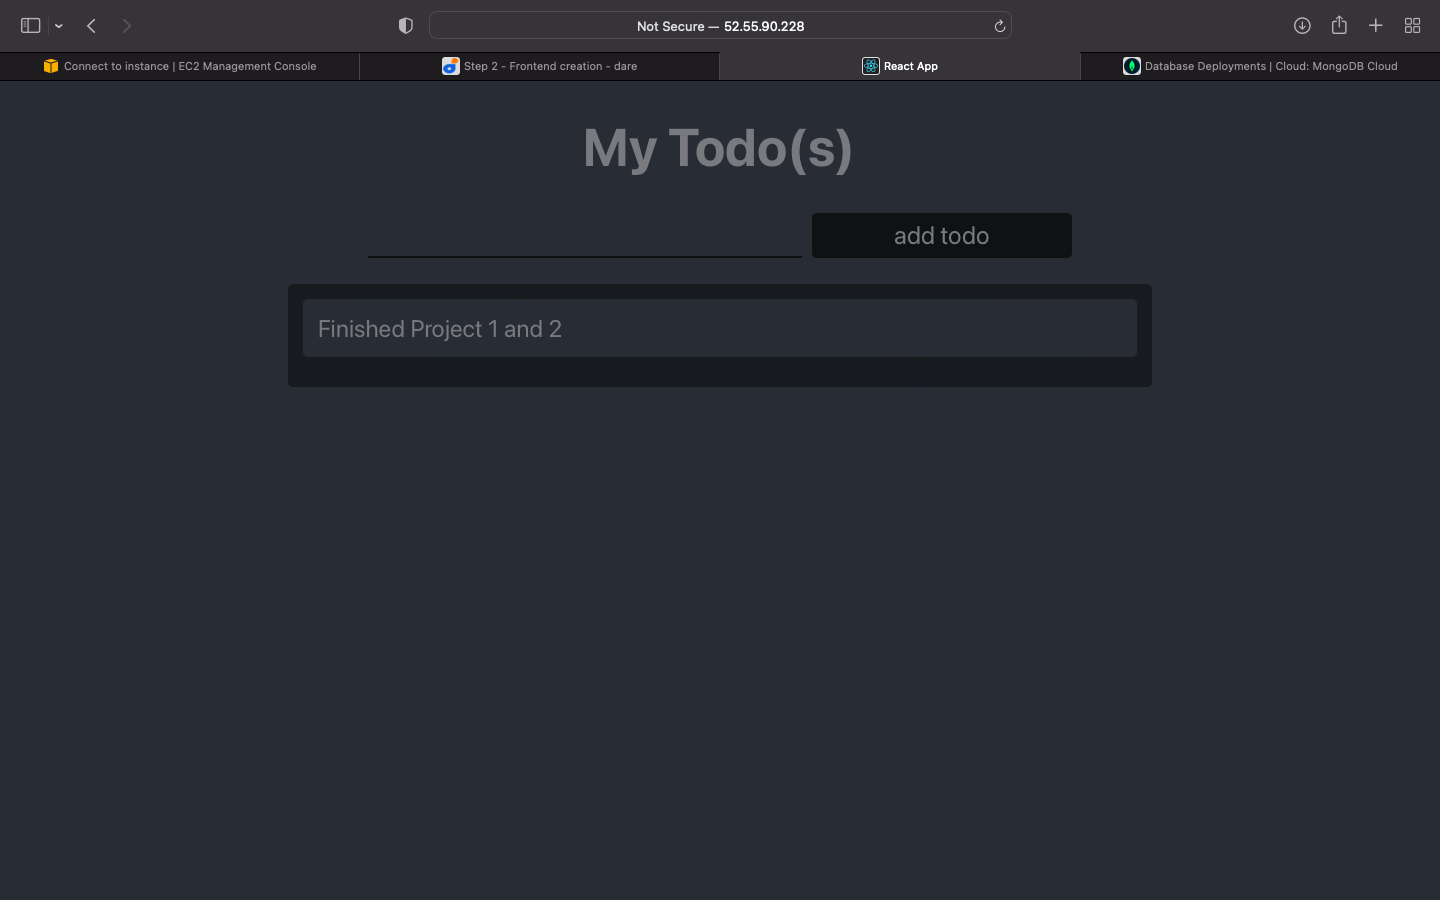 Not Secure — 52.55.90.228
Connect to instance | EC2 Management Console
Step 2 - Frontend creation - dare
React App
Database Deployments | Cloud: MongoDB Cloud
My Todo(s)
add todo
Finished Project 1 and 2